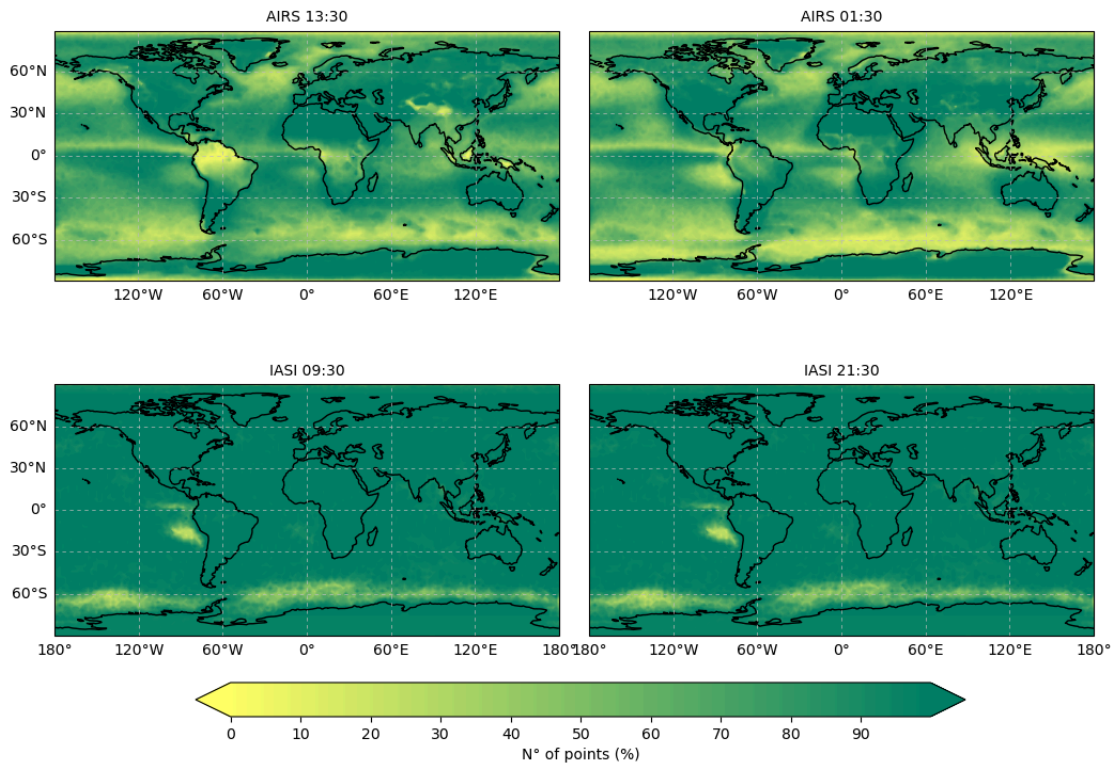 AIRS 13:30 AIRS 01:30
60°N
30°N
0°
30°S
60°S
120°W 60°W 0° 60°E 120°E 120°W 60°W 0° 60°E 120°E
IASI 09:30 IASI 21:30
60°N
30°N
0°
30°S
60°S
180° 120°W 60°W 0° 60°E 120°E 180° 180° 120°W 60°W 0° 60°E 120°E 180°
0 10 20 30 40 50 60 70 80 90
N° of points (%)